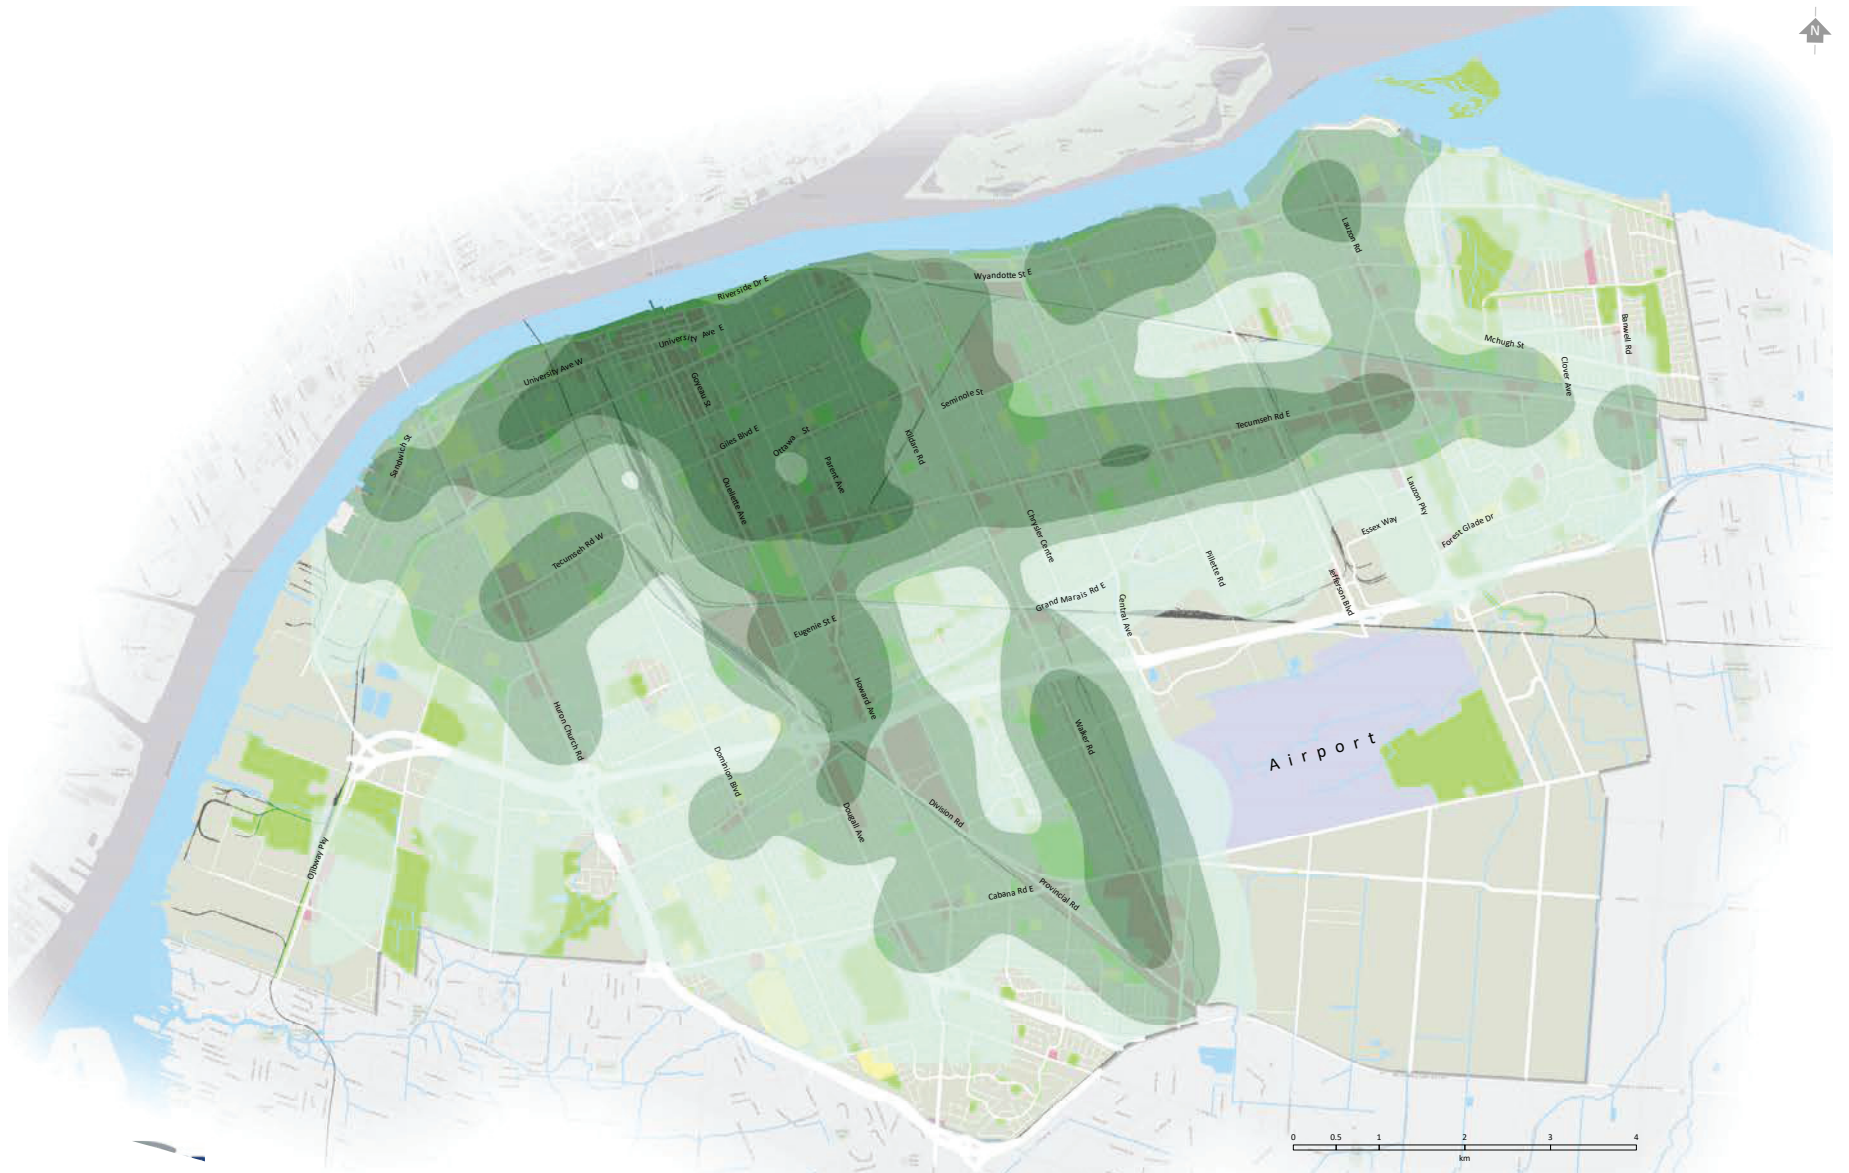 N
Lauzon Rd
Wyandotte St E
Riverside Dr E
University Ave E
Mchugh St
Banwell Rd
University Ave W
Clover Ave
Goyeau St
Seminole St
Tecumseh Rd E
Giles Blvd E
Ottawa St
Sandwich St
Kildare Rd
Parent Ave
Ouellette Ave
Lauzon Pky
Essex Way
Forest Glade Dr
Chrysler Centre
Tecumseh Rd W
Pillette Rd
Jefferson Blvd
Grand Marais Rd E
Central Ave
Eugenie St E
Howard Ave
Huron Church Rd
Walker Rd
Airport
Dominion Blvd
Dougall Ave
Division Rd
Ojibway Pky
Cabana Rd E
Provincial Rd
0 0.5 1 2 3 4
km